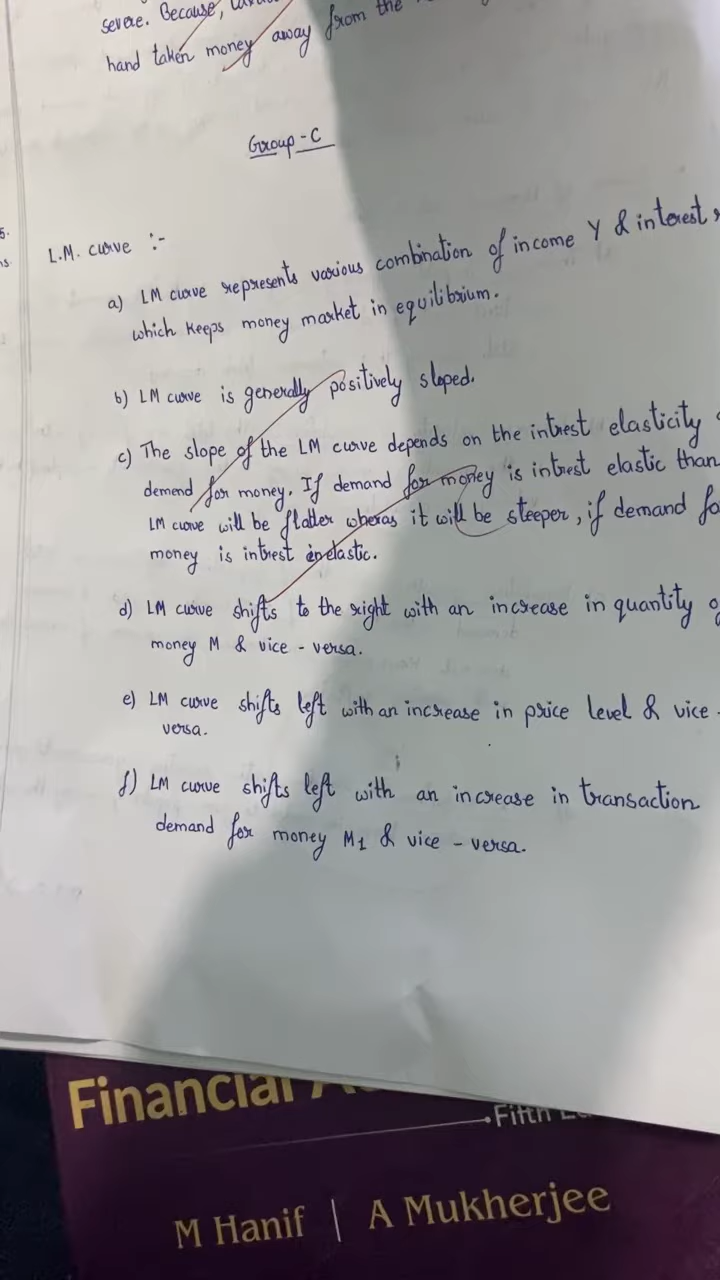 severe. Because,
hand taken money away from the
Group - C
L.M. curve :-
a) LM curve represents various combination of income Y & interest
which keeps money market in equilibrium.
b) LM curve is generally positively sloped.
c) The slope of the LM curve depends on the intrest elasticity
demend for money. If demand for money is intrest elastic than
LM curve will be flatter wheras it will be steeper, if demand fo
money is intrest inelastic.
d) LM curve shifts to the right with an increase in quantity
money M & vice - versa.
e) LM curve shifts left with an increase in price level & vice -
versa.
f) LM curve shifts left with an increase in transaction
demand for money M1 & vice - versa.
Financial
Fifth
M Hanif | A Mukherjee